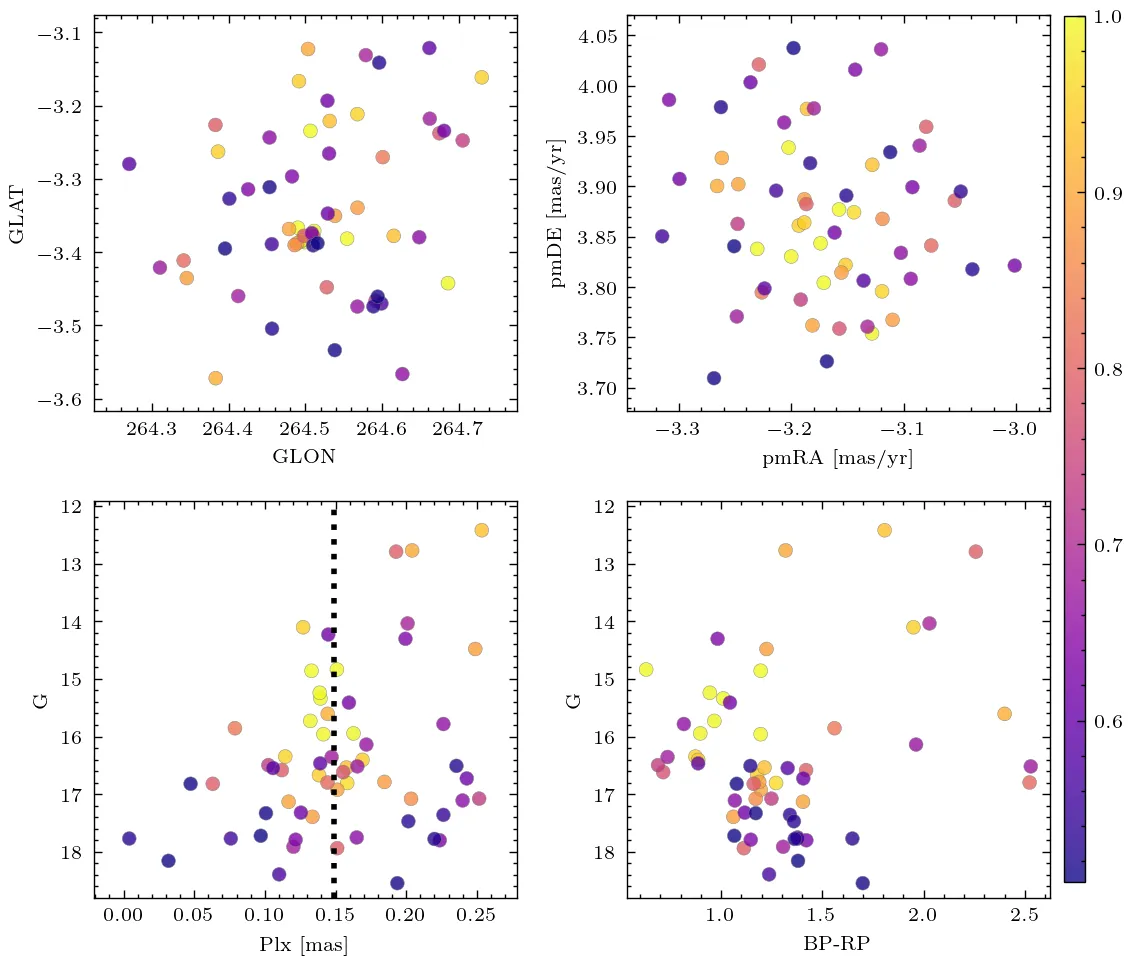 −3.1
−3.2
−3.3
−3.4
−3.5
−3.6
GLAT
264.3 264.4 264.5 264.6 264.7
GLON
4.05
4.00
3.95
3.90
3.85
3.80
3.75
3.70
pmDE [mas/yr]
−3.3 −3.2 −3.1 −3.0
pmRA [mas/yr]
12
13
14
15
16
17
18
G
0.00 0.05 0.10 0.15 0.20 0.25
Plx [mas]
12
13
14
15
16
17
18
G
1.0 1.5 2.0 2.5
BP-RP
1.0
0.9
0.8
0.7
0.6